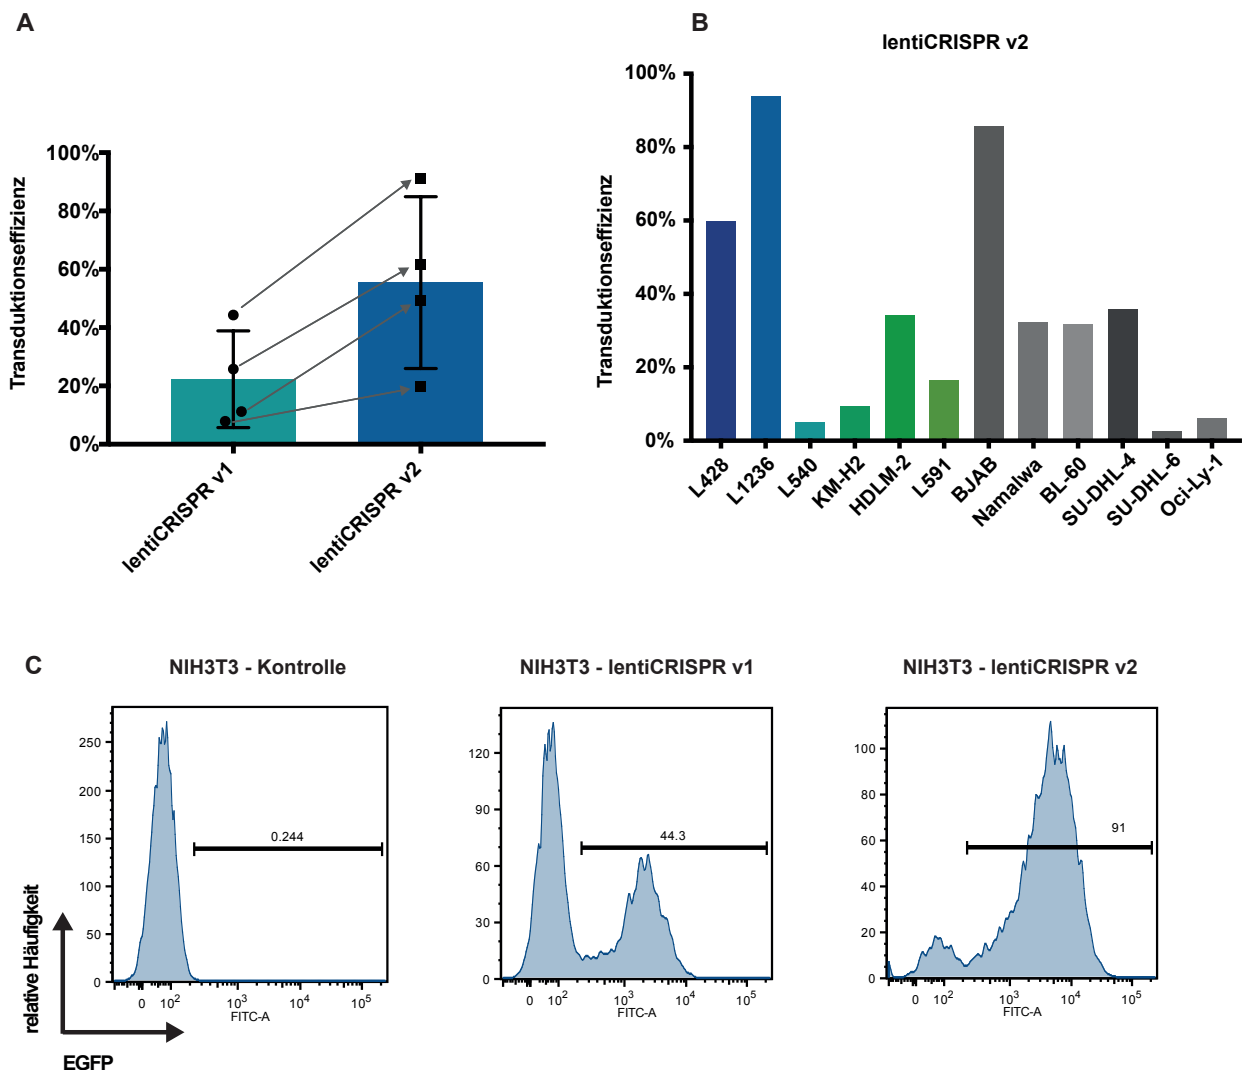 A
Transduktionseffizienz
100%
80%
60%
40%
20%
0%
lentiCRISPR v1
lentiCRISPR v2
B
lentiCRISPR v2
Transduktionseffizienz
100%
80%
60%
40%
20%
0%
L428
L1236
L540
KM-H2
HDLM-2
L591
BJAB
Namalwa
BL-60
SU-DHL-4
SU-DHL-6
Oci-Ly-1
C
NIH3T3 - Kontrolle
250
200
150
100
50
0
0.244
0 10² 10³ 10⁴ 10⁵
FITC-A
NIH3T3 - lentiCRISPR v1
120
90
60
30
0
44.3
0 10² 10³ 10⁴ 10⁵
FITC-A
NIH3T3 - lentiCRISPR v2
100
80
60
40
20
0
91
0 10² 10³ 10⁴ 10⁵
FITC-A
relative Häufigkeit
EGFP